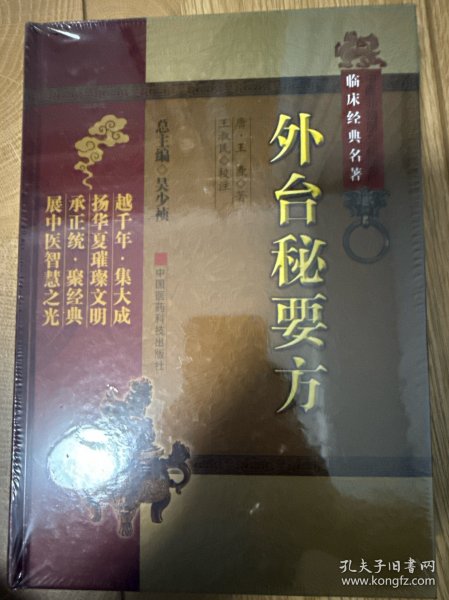 临床经典名著
外台秘要方
唐·王焘◇著
王淑民◇校注
总主编◇吴少祯
中国医药科技出版社
越千年·集大成
扬华夏璀璨文明
承正统·聚经典
展中医智慧之光
孔夫子旧书网
www.kongfz.com